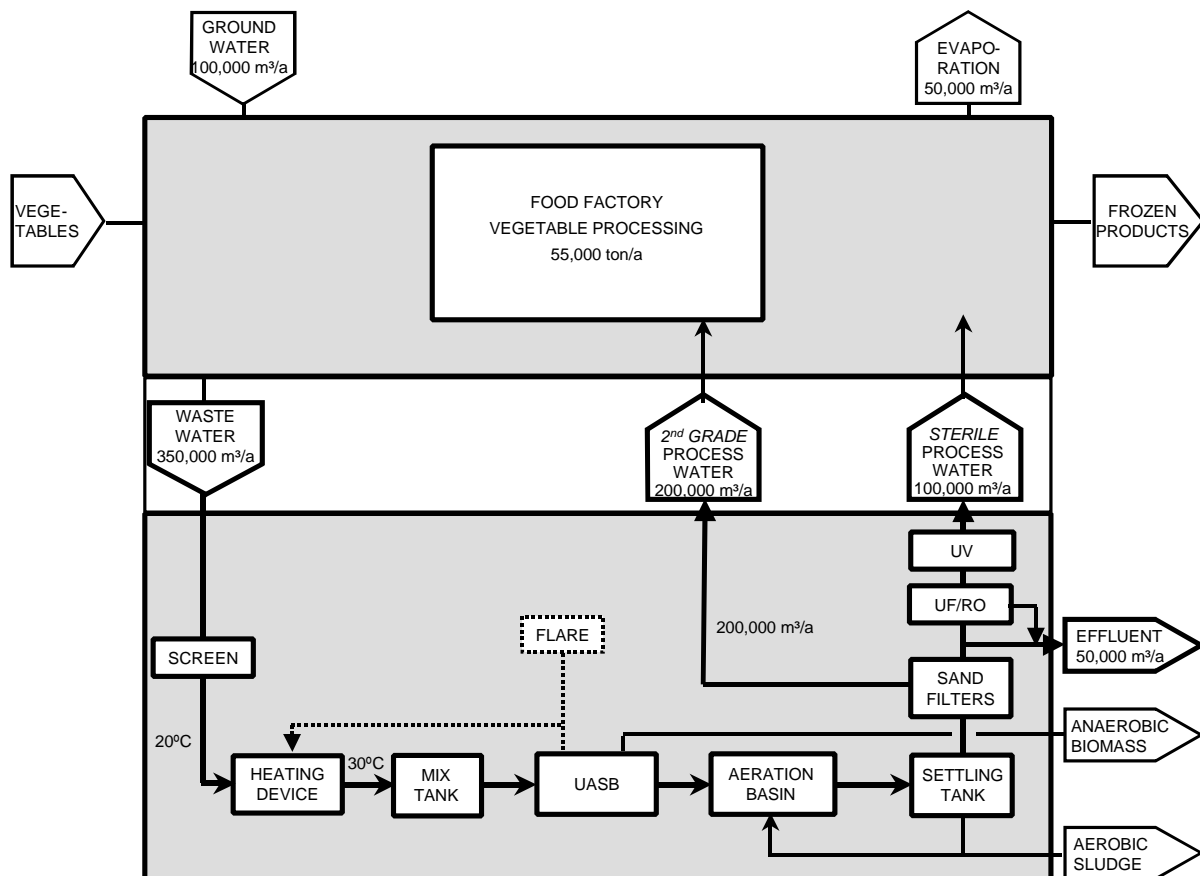 GROUND
WATER
100,000 m³/a
EVAPO-
RATION
50,000 m³/a
VEGE-
TABLES
FOOD FACTORY
VEGETABLE PROCESSING
55,000 ton/a
FROZEN
PRODUCTS
WASTE
WATER
350,000 m³/a
2nd GRADE
PROCESS
WATER
200,000 m³/a
STERILE
PROCESS
WATER
100,000 m³/a
UV
UF/RO
200,000 m³/a
FLARE
EFFLUENT
50,000 m³/a
SCREEN
SAND
FILTERS
ANAEROBIC
BIOMASS
20ºC
30ºC
HEATING
DEVICE
MIX
TANK
UASB
AERATION
BASIN
SETTLING
TANK
AEROBIC
SLUDGE